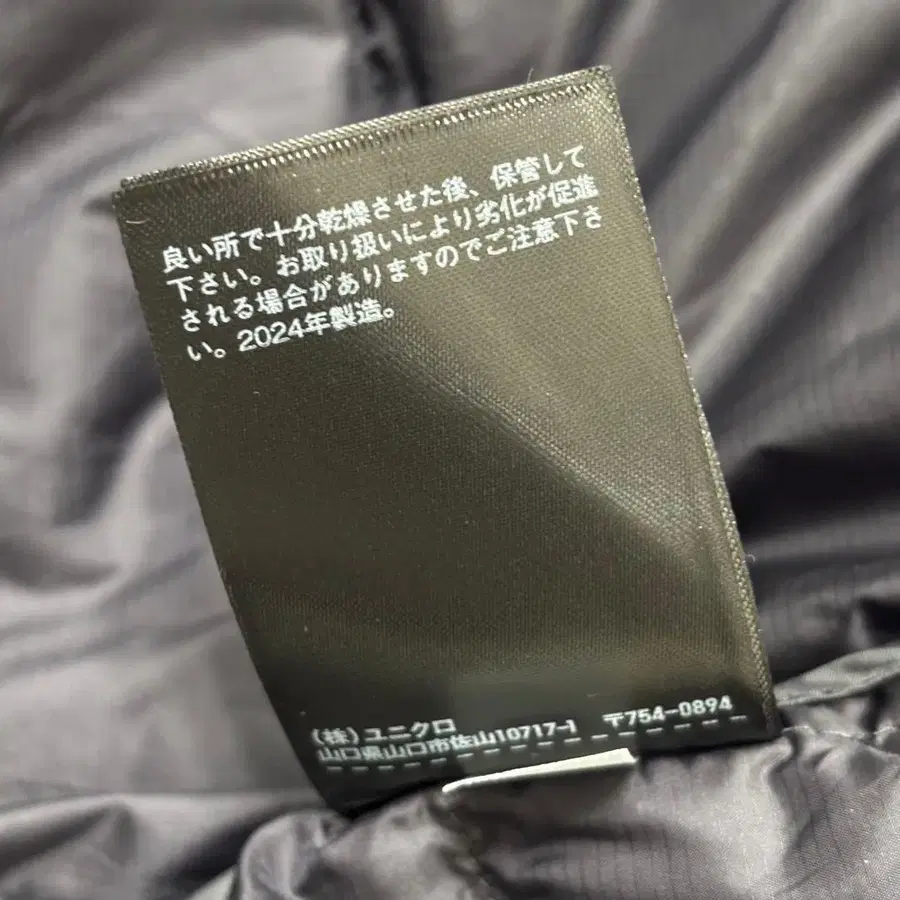 良い所で十分乾燥させた後、保管して
下さい。お取り扱いにより劣化が促進
される場合がありますのでご注意下さ
い。2024年製造。
(株)ユニクロ
山口県山口市佐山10717-1 〒754-0894